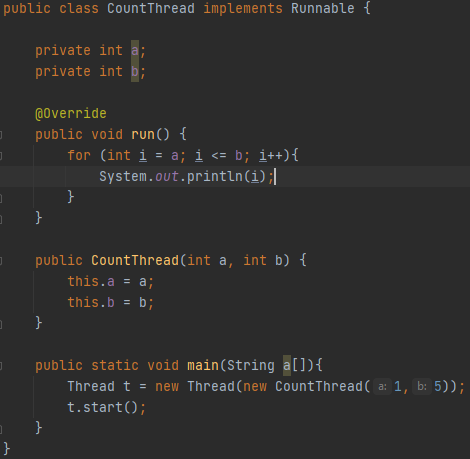 public class CountThread implements Runnable {
private int a;
private int b;
@Override
public void run() {
for (int i = a; i <= b; i++){
System.out.println(i);
}
}
public CountThread(int a, int b) {
this.a = a;
this.b = b;
}
public static void main(String a[]){
Thread t = new Thread(new CountThread( a: 1, b: 5));
t.start();
}
}